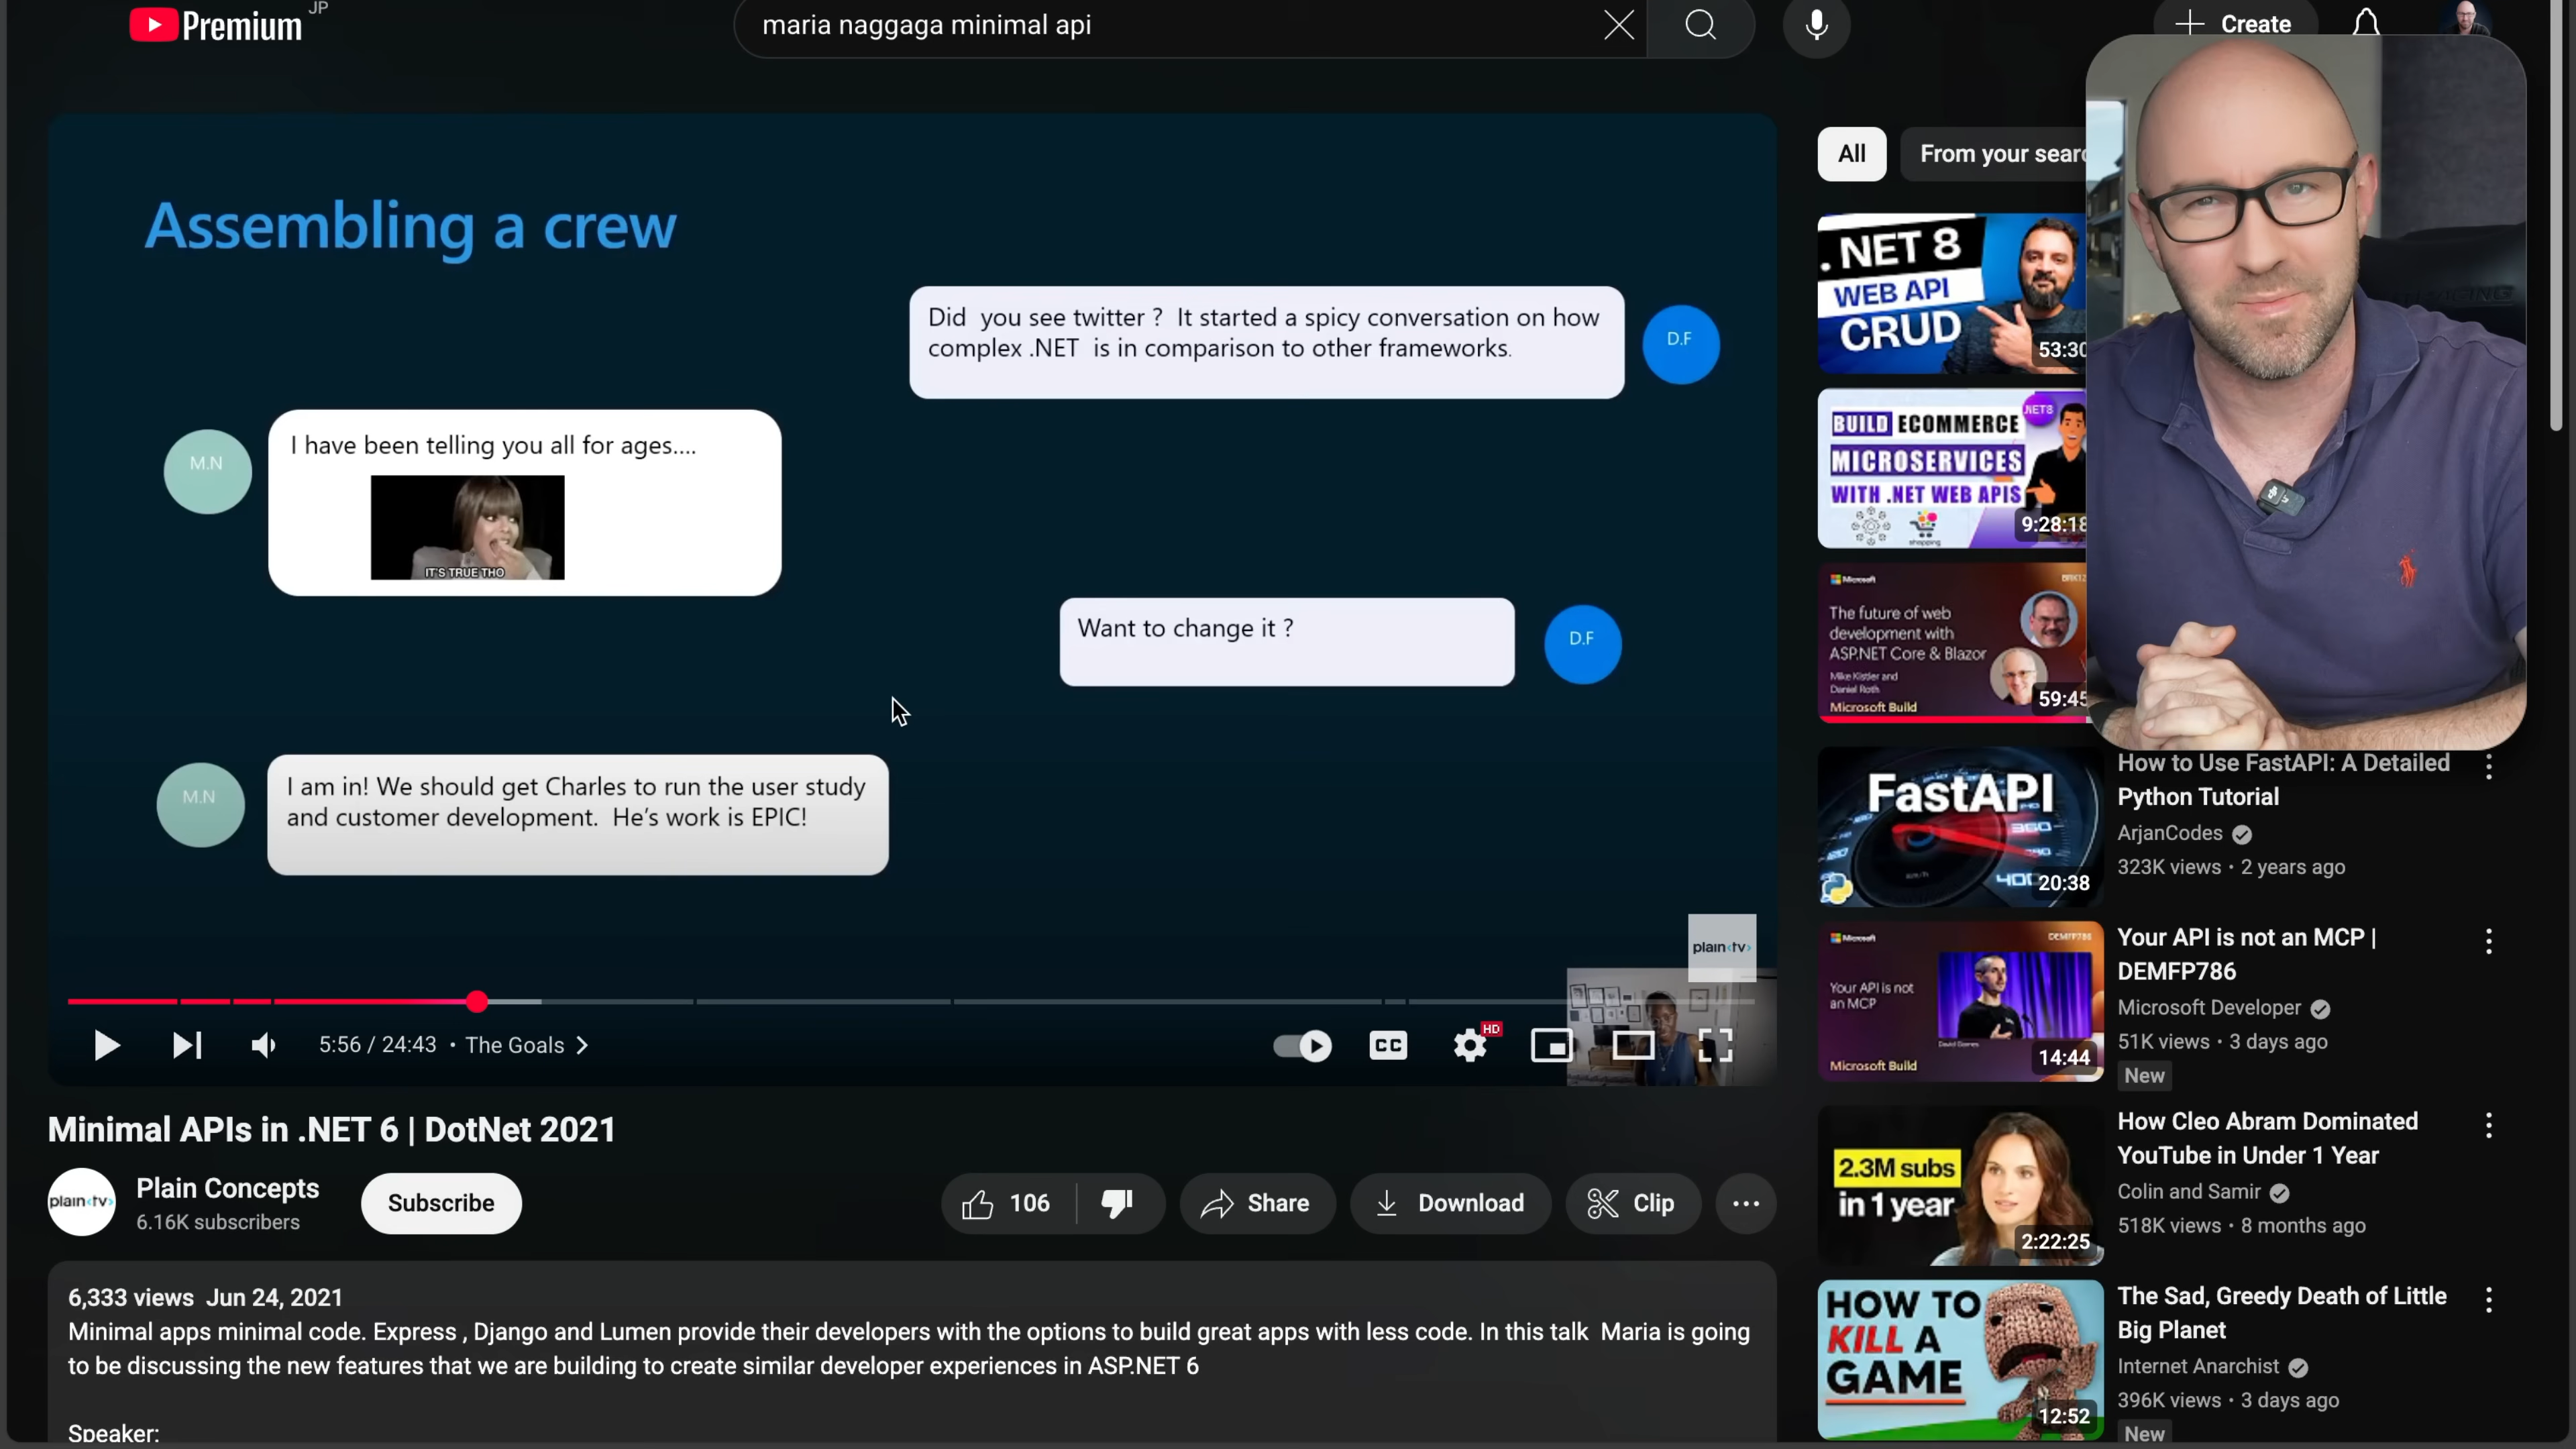 Premium JP
maria naggaga minimal api
Create
Assembling a crew
Did you see twitter ? It started a spicy conversation on how
complex .NET is in comparison to other frameworks.
D.F
M.N
I have been telling you all for ages....
IT'S TRUE THO
Want to change it ?
D.F
M.N
I am in! We should get Charles to run the user study
and customer development. He's work is EPIC!
plain<tv>
5:56 / 24:43 • The Goals
CC
HD
Minimal APIs in .NET 6 | DotNet 2021
plain<tv>
Plain Concepts
6.16K subscribers
Subscribe
106
Share
Download
Clip
6,333 views Jun 24, 2021
Minimal apps minimal code. Express , Django and Lumen provide their developers with the options to build great apps with less code. In this talk Maria is going
to be discussing the new features that we are building to create similar developer experiences in ASP.NET 6
Speaker:
All
From your sear
.NET 8
WEB API
CRUD
53:30
.NET8
BUILD ECOMMERCE
MICROSERVICES
WITH .NET WEB APIS
shopping
9:28:18
Microsoft
The future of web
development with
ASP.NET Core & Blazor
Mike Kistler and
Daniel Roth
Microsoft Build
59:45
FastAPI
20:38
How to Use FastAPI: A Detailed
Python Tutorial
ArjanCodes
323K views • 2 years ago
Microsoft
DEMFP786
Your API is not
an MCP
Microsoft Build
14:44
Your API is not an MCP |
DEMFP786
Microsoft Developer
51K views • 3 days ago
New
2.3M subs
in 1 year
2:22:25
How Cleo Abram Dominated
YouTube in Under 1 Year
Colin and Samir
518K views • 8 months ago
HOW TO
KILL A
GAME
12:52
The Sad, Greedy Death of Little
Big Planet
Internet Anarchist
396K views • 3 days ago
New